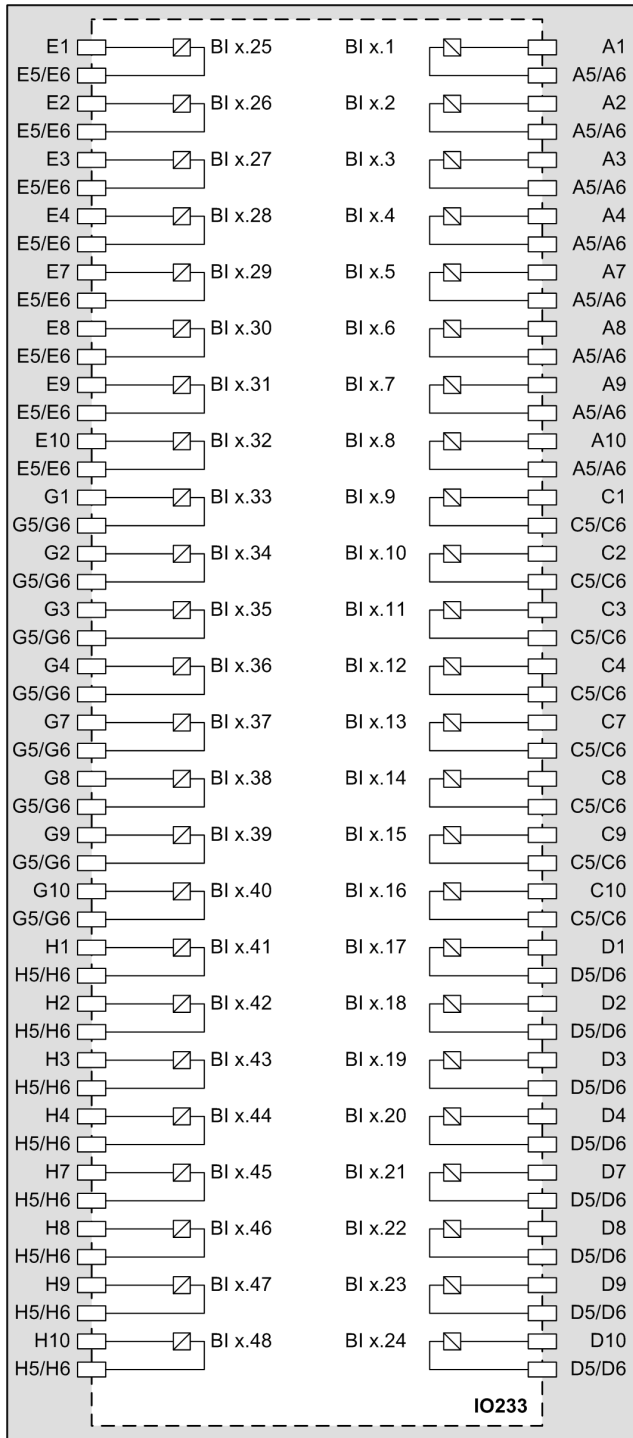 E1 BI x.25 BI x.1 A1
E5/E6 A5/A6
E2 BI x.26 BI x.2 A2
E5/E6 A5/A6
E3 BI x.27 BI x.3 A3
E5/E6 A5/A6
E4 BI x.28 BI x.4 A4
E5/E6 A5/A6
E7 BI x.29 BI x.5 A7
E5/E6 A5/A6
E8 BI x.30 BI x.6 A8
E5/E6 A5/A6
E9 BI x.31 BI x.7 A9
E5/E6 A5/A6
E10 BI x.32 BI x.8 A10
E5/E6 A5/A6
G1 BI x.33 BI x.9 C1
G5/G6 C5/C6
G2 BI x.34 BI x.10 C2
G5/G6 C5/C6
G3 BI x.35 BI x.11 C3
G5/G6 C5/C6
G4 BI x.36 BI x.12 C4
G5/G6 C5/C6
G7 BI x.37 BI x.13 C7
G5/G6 C5/C6
G8 BI x.38 BI x.14 C8
G5/G6 C5/C6
G9 BI x.39 BI x.15 C9
G5/G6 C5/C6
G10 BI x.40 BI x.16 C10
G5/G6 C5/C6
H1 BI x.41 BI x.17 D1
H5/H6 D5/D6
H2 BI x.42 BI x.18 D2
H5/H6 D5/D6
H3 BI x.43 BI x.19 D3
H5/H6 D5/D6
H4 BI x.44 BI x.20 D4
H5/H6 D5/D6
H7 BI x.45 BI x.21 D7
H5/H6 D5/D6
H8 BI x.46 BI x.22 D8
H5/H6 D5/D6
H9 BI x.47 BI x.23 D9
H5/H6 D5/D6
H10 BI x.48 BI x.24 D10
H5/H6 D5/D6
IO233